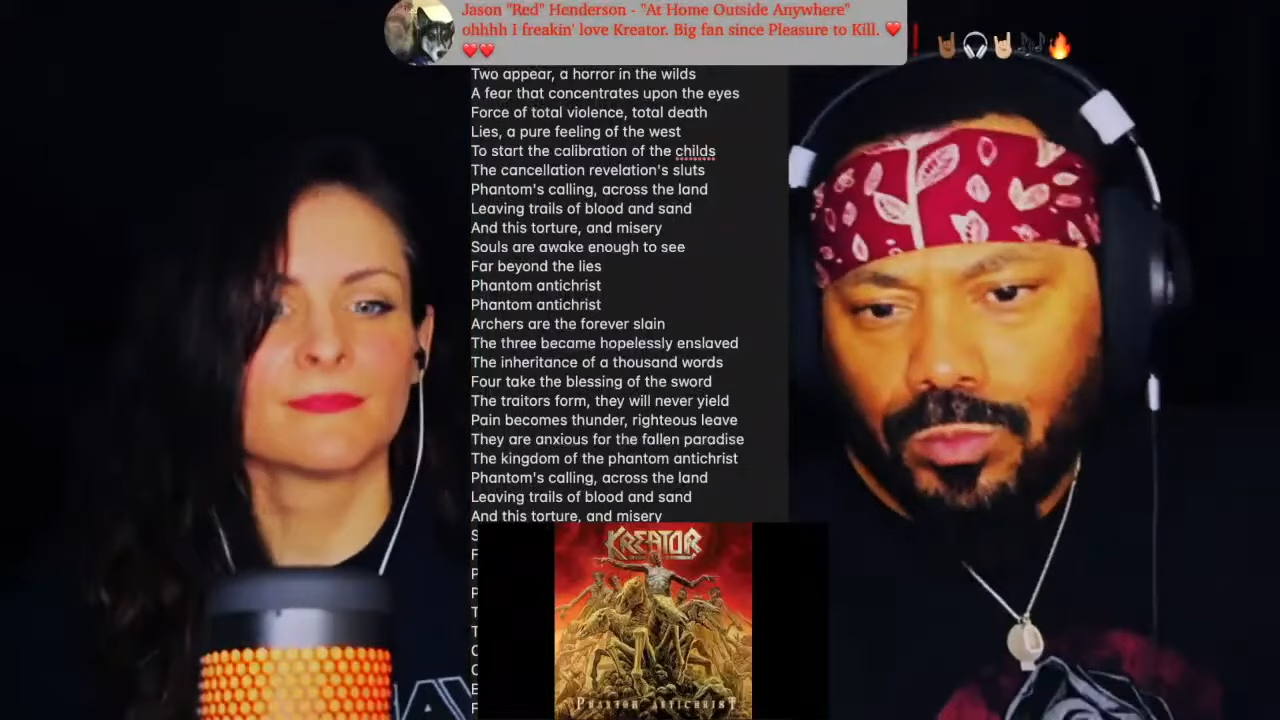 Jason "Red" Henderson - "At Home Outside Anywhere"
ohhhh I freakin' love Kreator. Big fan since Pleasure to Kill. ❤️
❤️❤️
Two appear, a horror in the wilds
A fear that concentrates upon the eyes
Force of total violence, total death
Lies, a pure feeling of the west
To start the calibration of the childs
The cancellation revelation's sluts
Phantom's calling, across the land
Leaving trails of blood and sand
And this torture, and misery
Souls are awake enough to see
Far beyond the lies
Phantom antichrist
Phantom antichrist
Archers are the forever slain
The three became hopelessly enslaved
The inheritance of a thousand words
Four take the blessing of the sword
The traitors form, they will never yield
Pain becomes thunder, righteous leave
They are anxious for the fallen paradise
The kingdom of the phantom antichrist
Phantom's calling, across the land
Leaving trails of blood and sand
And this torture, and misery
KREATOR
PHANTOM ANTICHRIST